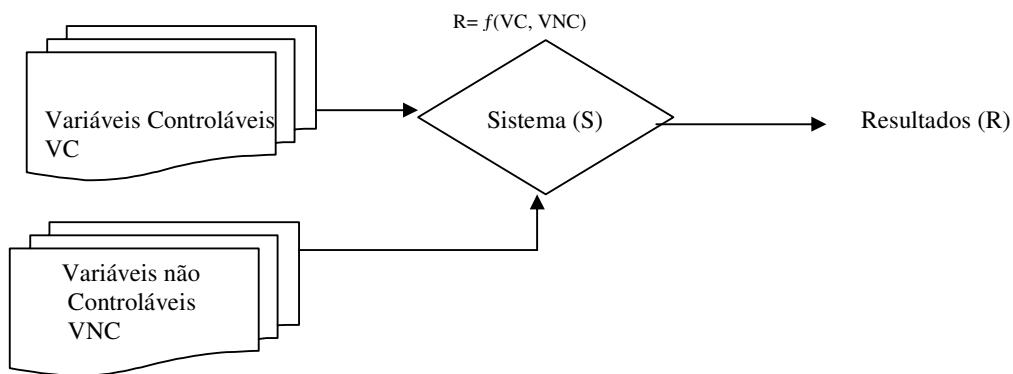 R= f(VC, VNC)
Variáveis Controláveis
VC
Sistema (S)
Resultados (R)
Variáveis não
Controláveis
VNC